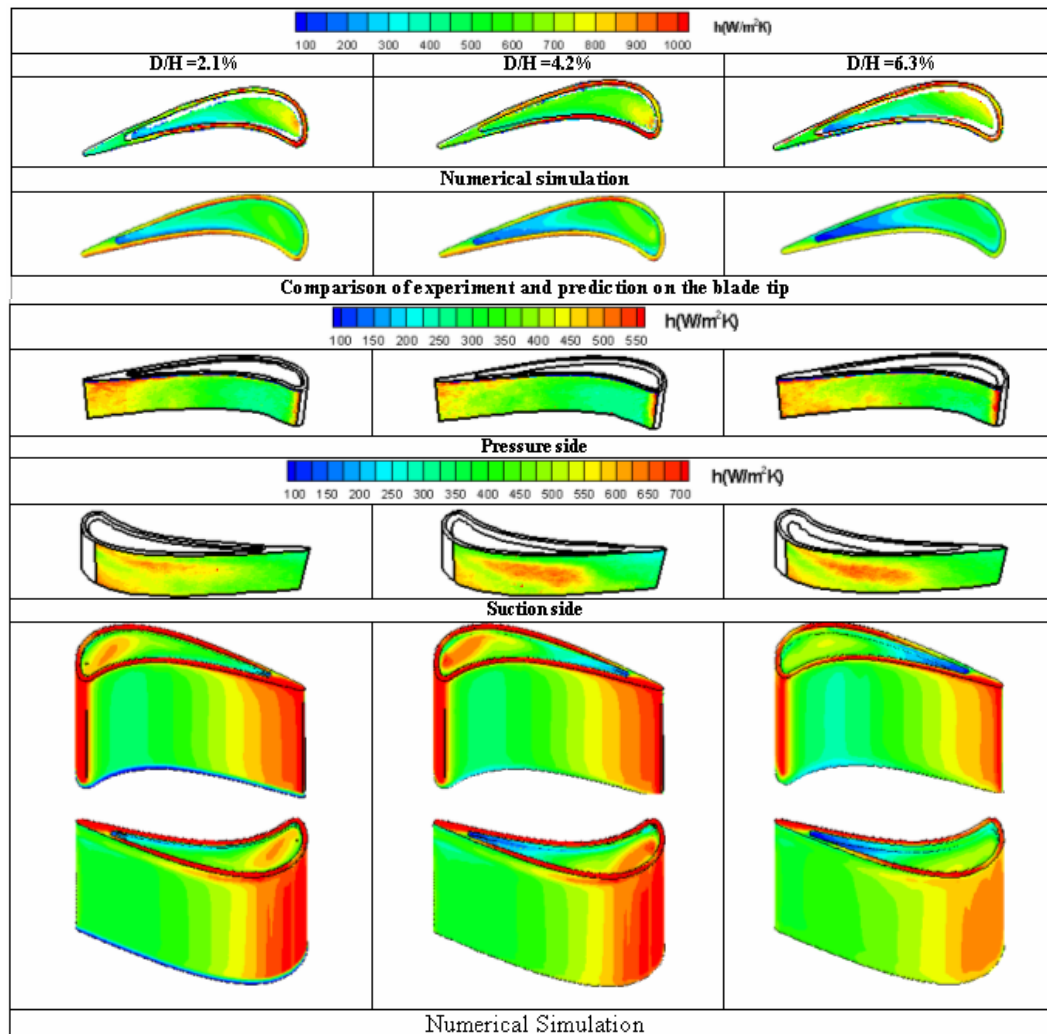 h(W/m²K)
100 200 300 400 500 600 700 800 900 1000
D/H =2.1% D/H =4.2% D/H =6.3%
Numerical simulation
Comparison of experiment and prediction on the blade tip
h(W/m²K)
100 150 200 250 300 350 400 450 500 550
Pressure side
h(W/m²K)
100 150 200 250 300 350 400 450 500 550 600 650 700
Suction side
Numerical Simulation